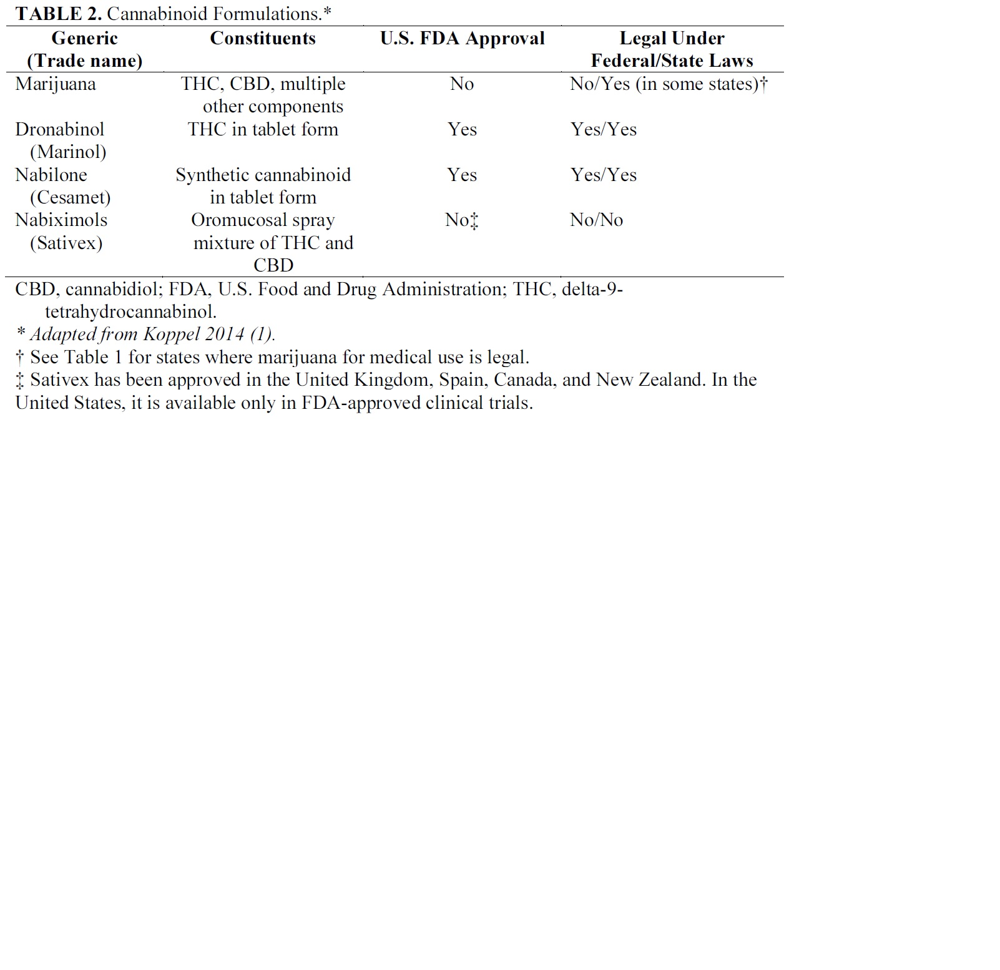 TABLE 2. Cannabinoid Formulations.*
Generic (Trade name) Constituents U.S. FDA Approval Legal Under Federal/State Laws
Marijuana THC, CBD, multiple other components No No/Yes (in some states)†
Dronabinol (Marinol) THC in tablet form Yes Yes/Yes
Nabilone (Cesamet) Synthetic cannabinoid in tablet form Yes Yes/Yes
Nabiximols (Sativex) Oromucosal spray mixture of THC and CBD No‡ No/No
CBD, cannabidiol; FDA, U.S. Food and Drug Administration; THC, delta-9-
tetrahydrocannabinol.
* Adapted from Koppel 2014 (1).
† See Table 1 for states where marijuana for medical use is legal.
‡ Sativex has been approved in the United Kingdom, Spain, Canada, and New Zealand. In the
United States, it is available only in FDA-approved clinical trials.